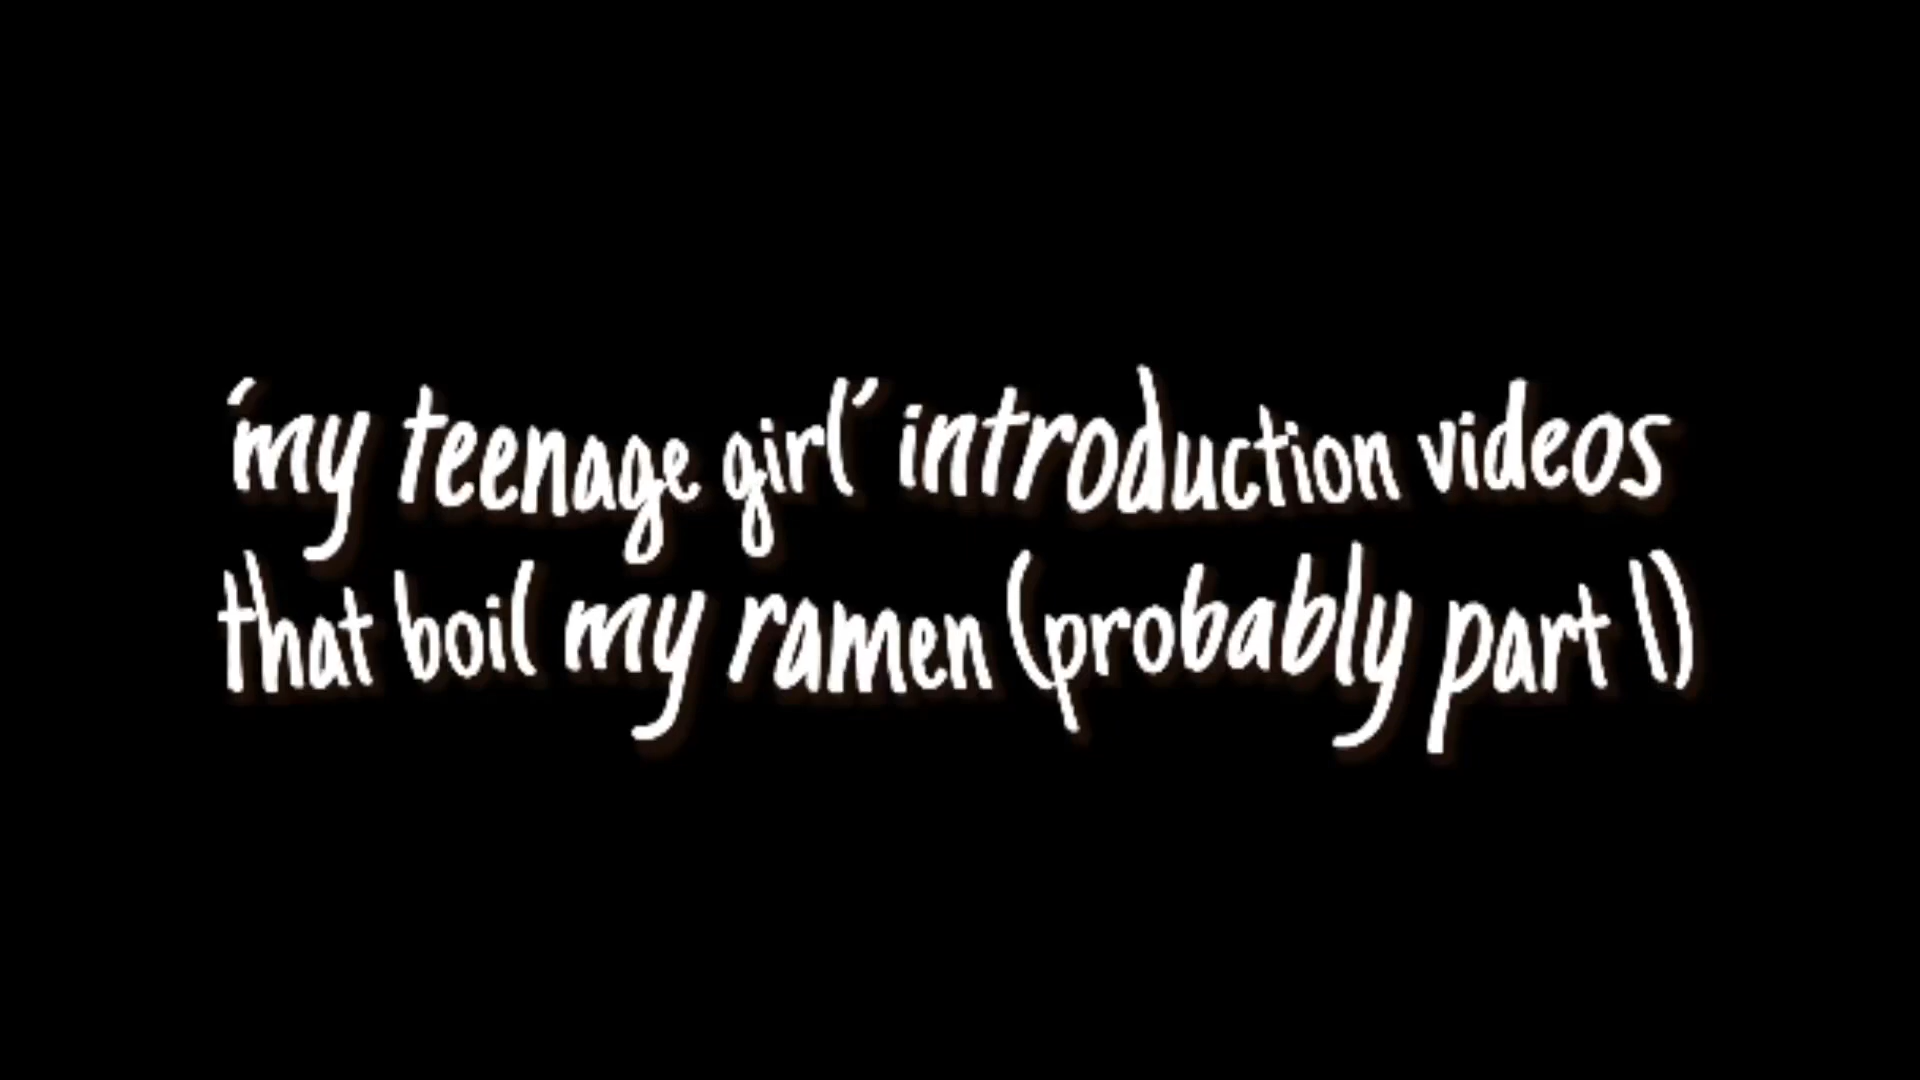 'my teenage girl' introduction videos
that boil my ramen (probably part 1)